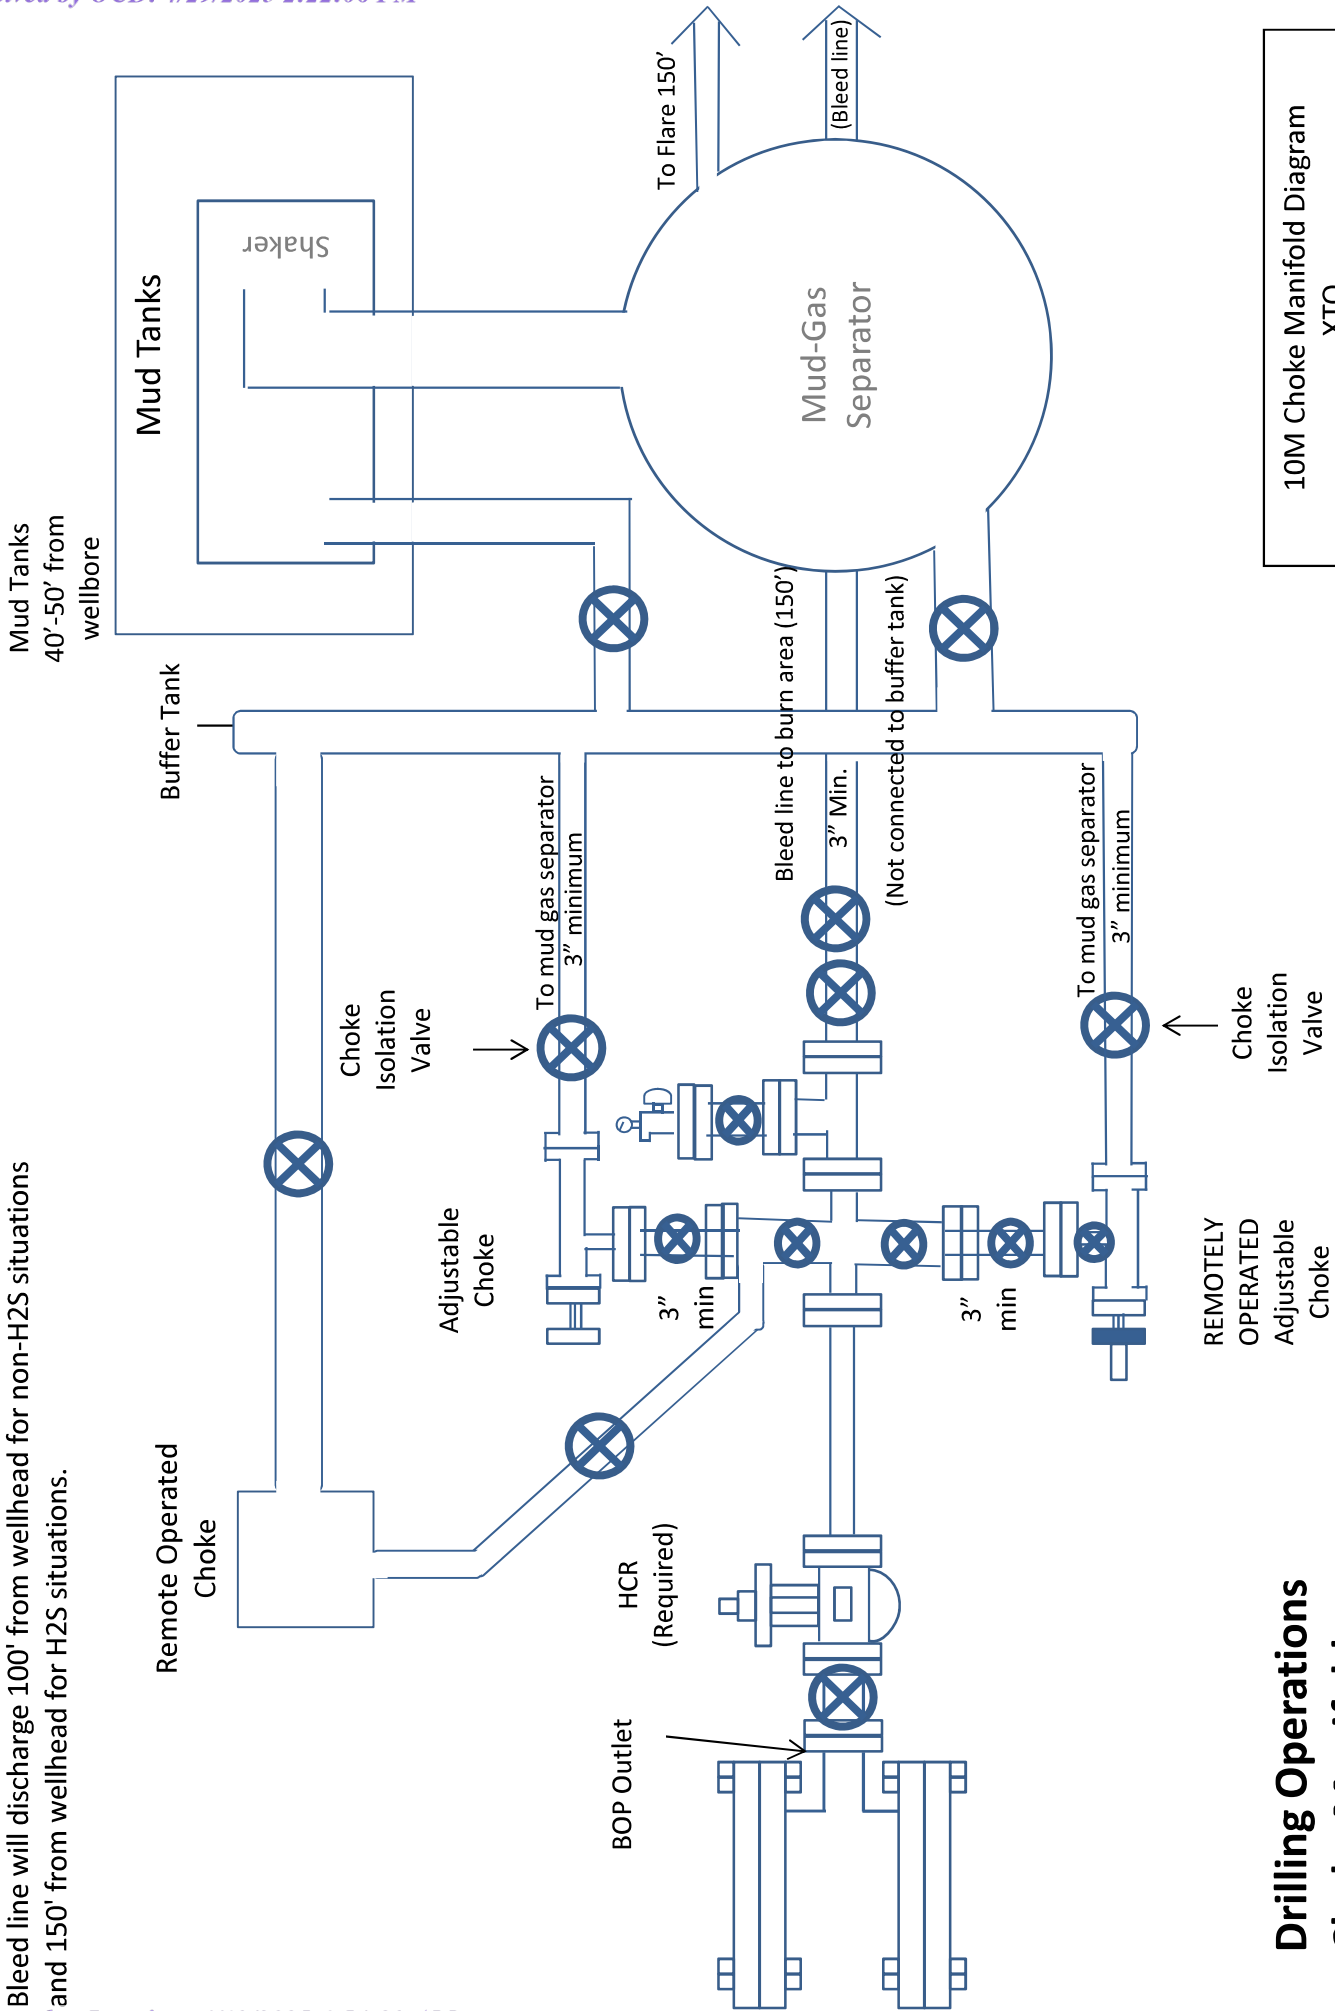 Bleed line will discharge 100' from wellhead for non-H2S situations
and 150' from wellhead for H2S situations.
Mud Tanks
40’-50’ from
wellbore
Mud Tanks
Shaker
Buffer Tank
Remote Operated
Choke
To Flare 150’
(Bleed line)
Mud-Gas
Separator
Choke
Isolation
Valve
To mud gas separator
3” minimum
Bleed line to burn area (150’)
3” Min.
(Not connected to buffer tank)
To mud gas separator
3” minimum
Choke
Isolation
Valve
Adjustable
Choke
3”
min
3”
min
REMOTELY
OPERATED
Adjustable
Choke
HCR
(Required)
BOP Outlet
10M Choke Manifold Diagram
XTO
Drilling Operations